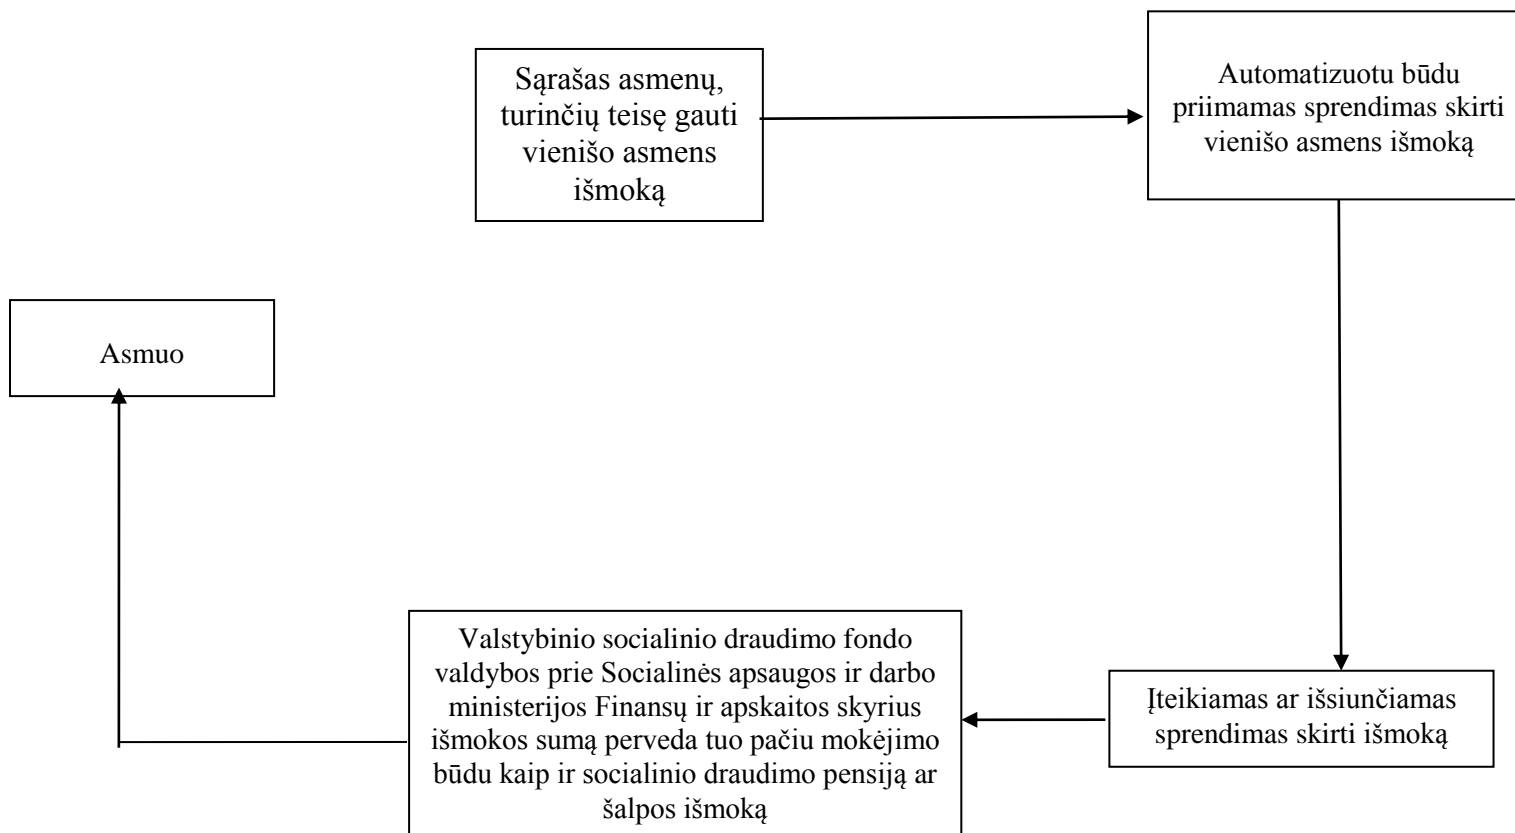 Sąrašas asmenų,
turinčių teisę gauti
vienišo asmens
išmoką
Automatizuotu būdu
priimamas sprendimas skirti
vienišo asmens išmoką
Asmuo
Valstybinio socialinio draudimo fondo
valdybos prie Socialinės apsaugos ir darbo
ministerijos Finansų ir apskaitos skyrius
išmokos sumą perveda tuo pačiu mokėjimo
būdu kaip ir socialinio draudimo pensiją ar
šalpos išmoką
Įteikiamas ar išsiunčiamas
sprendimas skirti išmoką